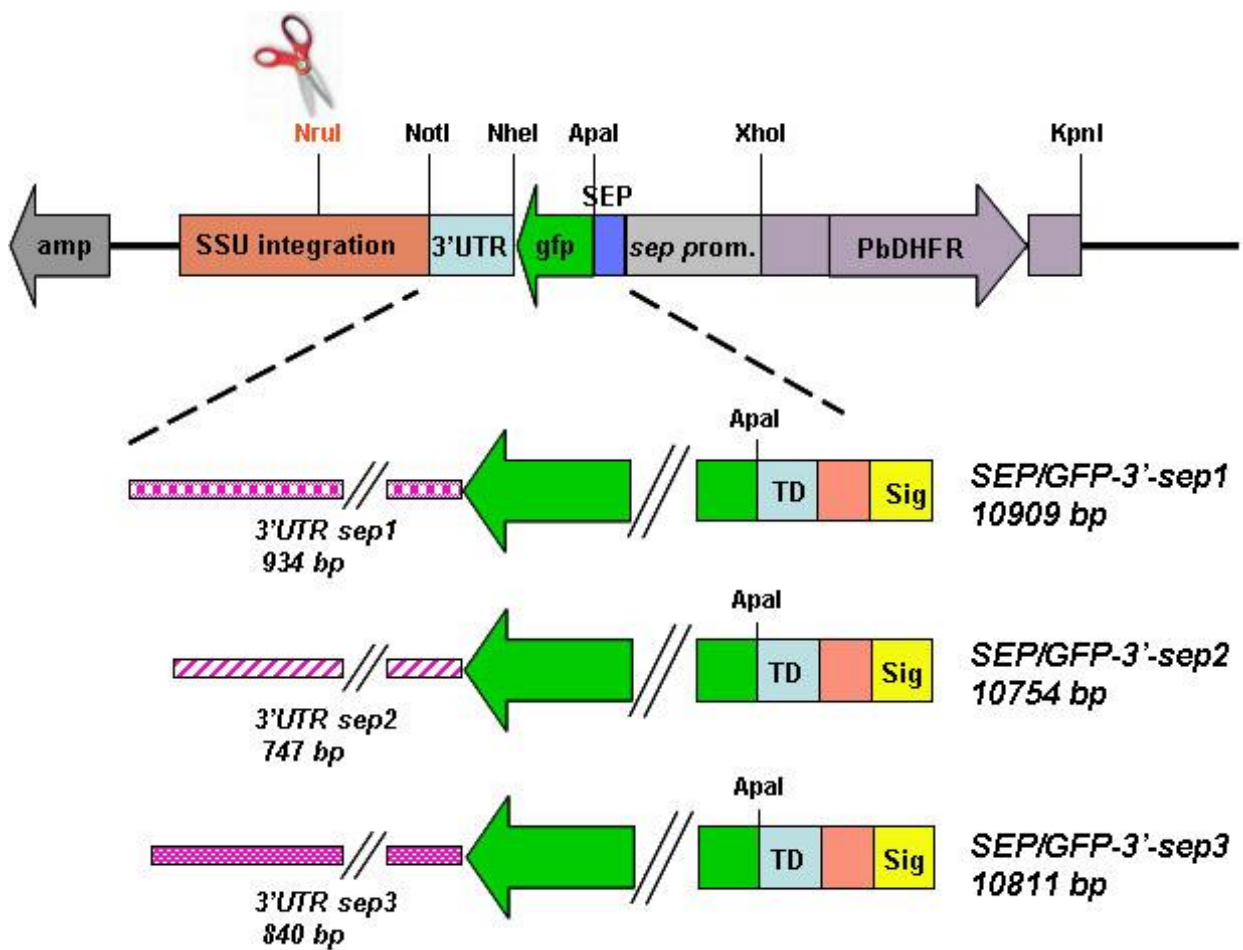 NruI NotI NheI ApaI XhoI KpnI
SEP
amp SSU integration 3'UTR gfp sep prom. PbDHFR
ApaI
TD Sig
SEP/GFP-3'-sep1
10909 bp
3'UTR sep1
934 bp
ApaI
TD Sig
SEP/GFP-3'-sep2
10754 bp
3'UTR sep2
747 bp
ApaI
TD Sig
SEP/GFP-3'-sep3
10811 bp
3'UTR sep3
840 bp